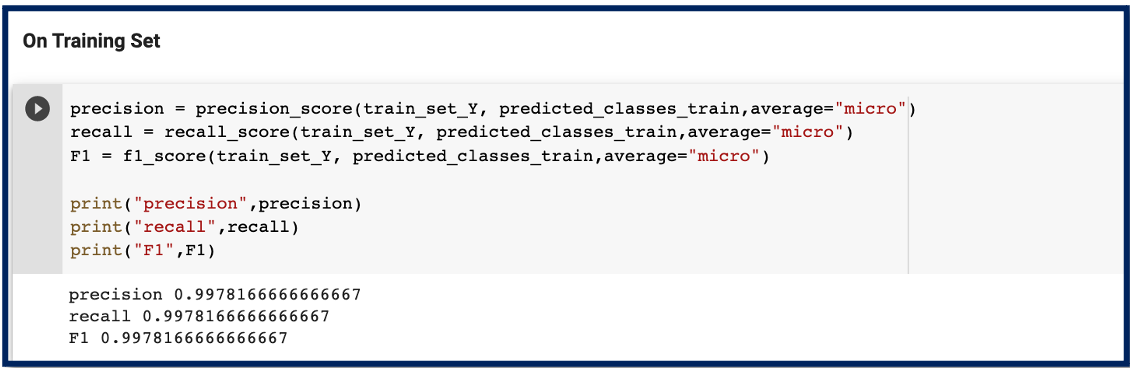 On Training Set
precision = precision_score(train_set_Y, predicted_classes_train,average="micro")
recall = recall_score(train_set_Y, predicted_classes_train,average="micro")
F1 = f1_score(train_set_Y, predicted_classes_train,average="micro")
print("precision",precision)
print("recall",recall)
print("F1",F1)
precision 0.9978166666666667
recall 0.9978166666666667
F1 0.9978166666666667